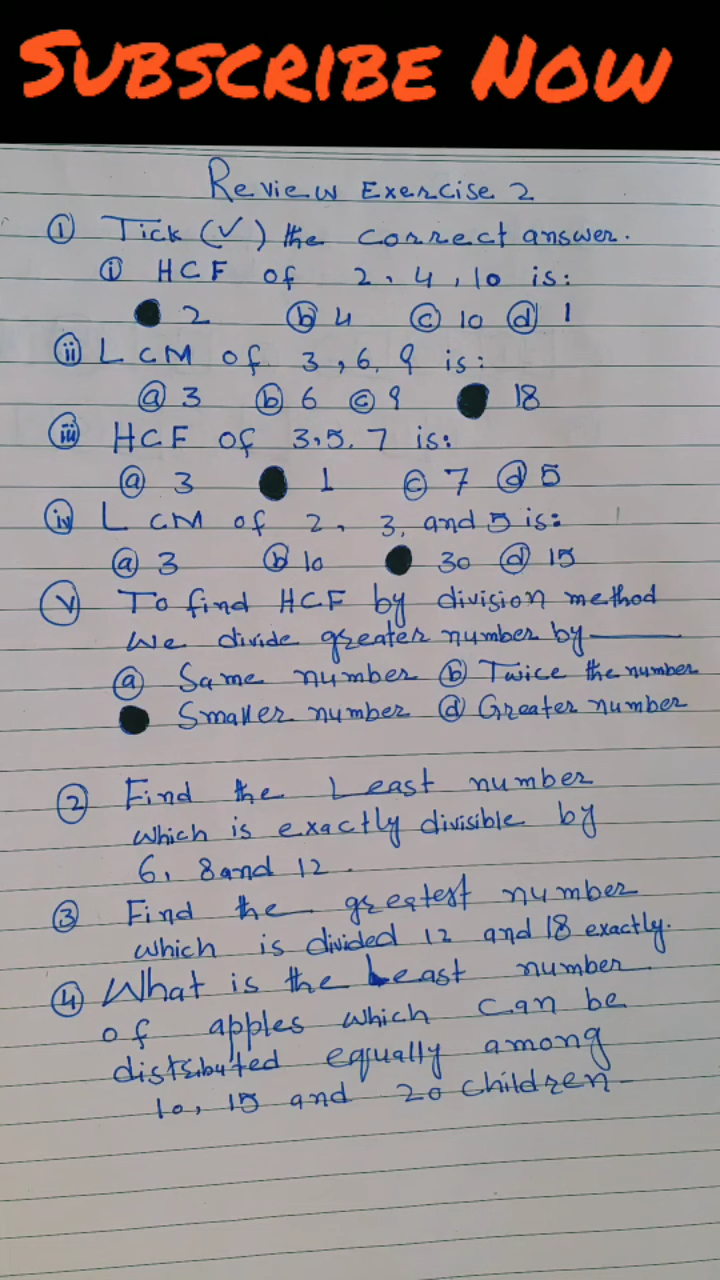 SUBSCRIBE NOW
Review Exercise 2
① Tick (✓) the correct answer.
ⓘ HCF of 2, 4, 10 is:
● 2 ⓑ 4 ⓒ 10 ⓓ 1
ⅱ LCM of 3, 6, 9 is:
ⓐ 3 ⓑ 6 ⓒ 9 ● 18
ⅲ HCF of 3, 5, 7 is:
ⓐ 3 ● 1 ⓒ 7 ⓓ 5
ⅳ LCM of 2, 3, and 5 is:
ⓐ 3 ⓑ 10 ● 30 ⓓ 15
ⓥ To find HCF by division method
we divide greater number by ———
ⓐ Same number ⓑ Twice the number
● Smaller number ⓓ Greater number
② Find the Least number
which is exactly divisible by
6, 8 and 12.
③ Find the greatest number
which is divided 12 and 18 exactly.
④ What is the Least number
of apples which can be
distributed equally among
10, 15 and 20 children